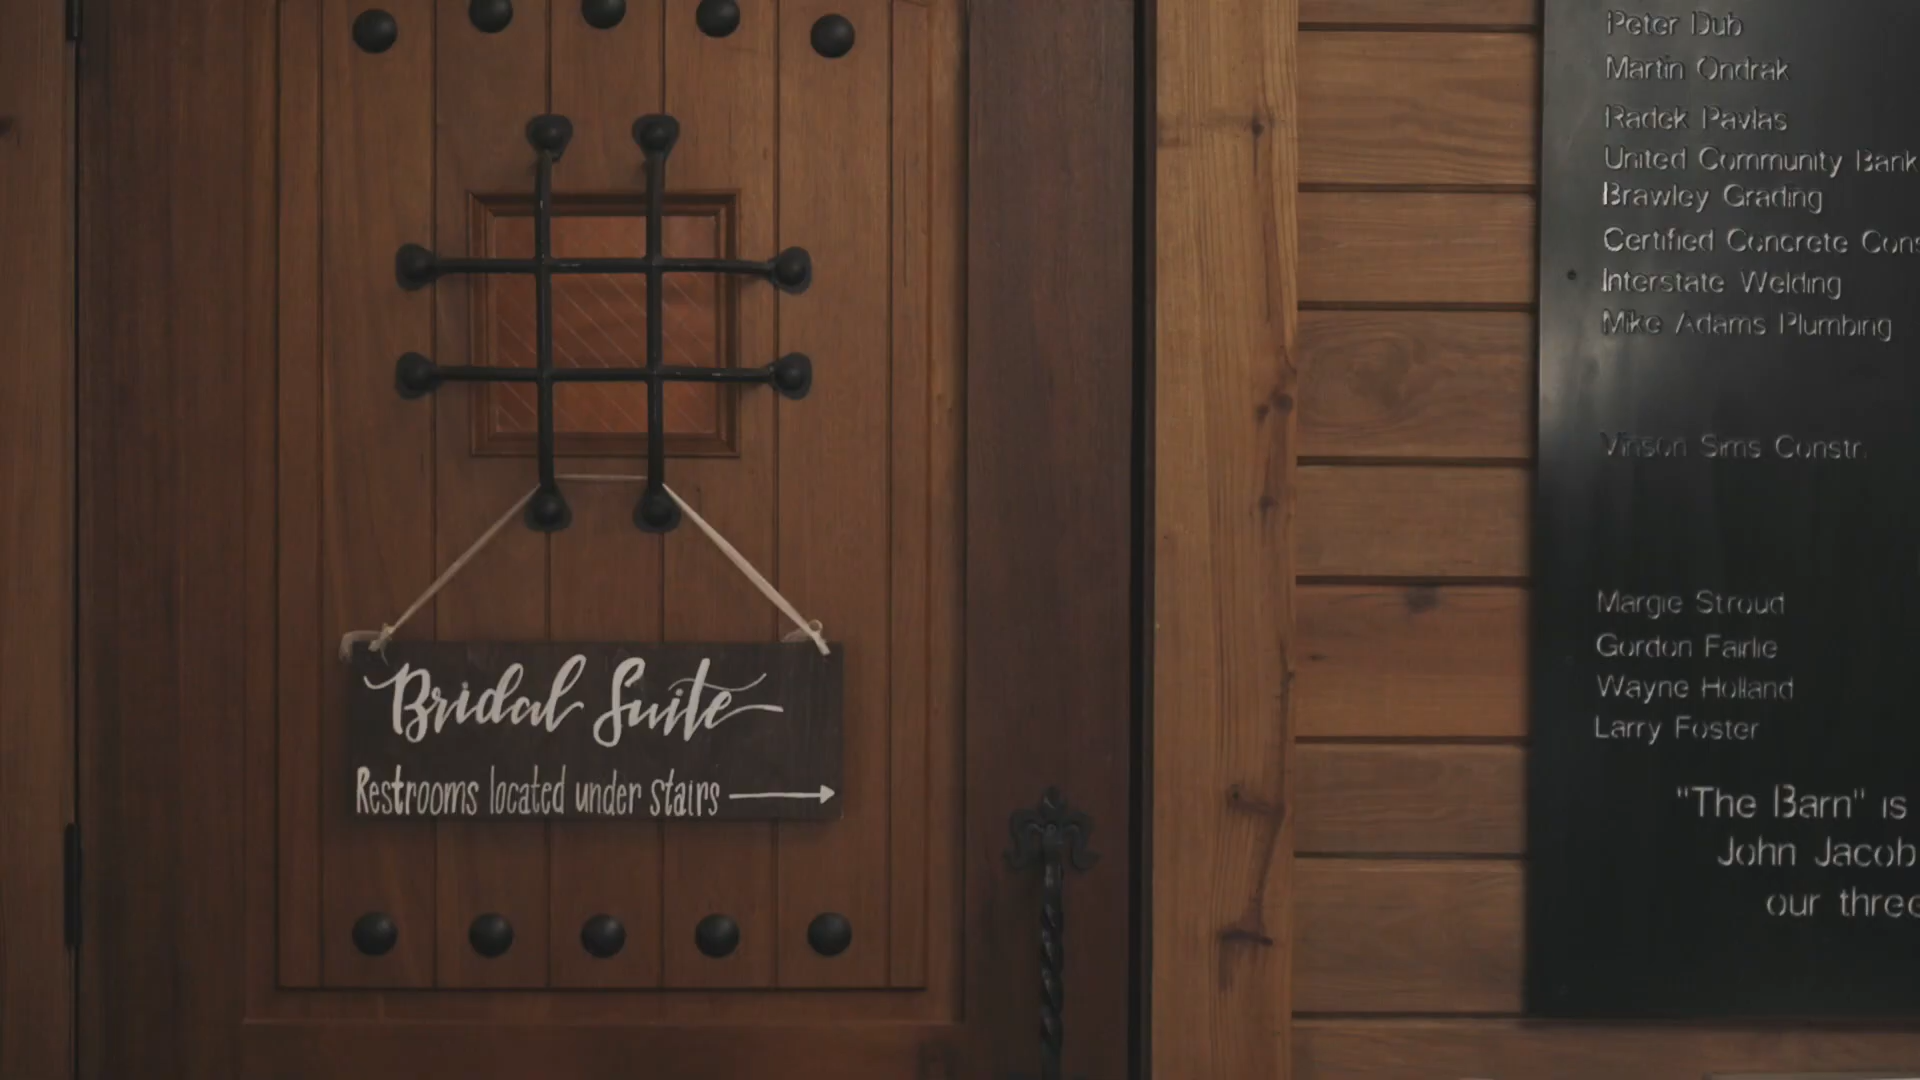 Bridal Suite
Restrooms located under stairs
Peter Dub
Martin Ondrak
Radek Pavlas
United Community Bank
Brawley Grading
Certified Concrete Cons
Interstate Welding
Mike Adams Plumbing
Vinson Sims Constr.
Margie Stroud
Gordon Fairlie
Wayne Holland
Larry Foster
"The Barn" is
John Jacob
our three